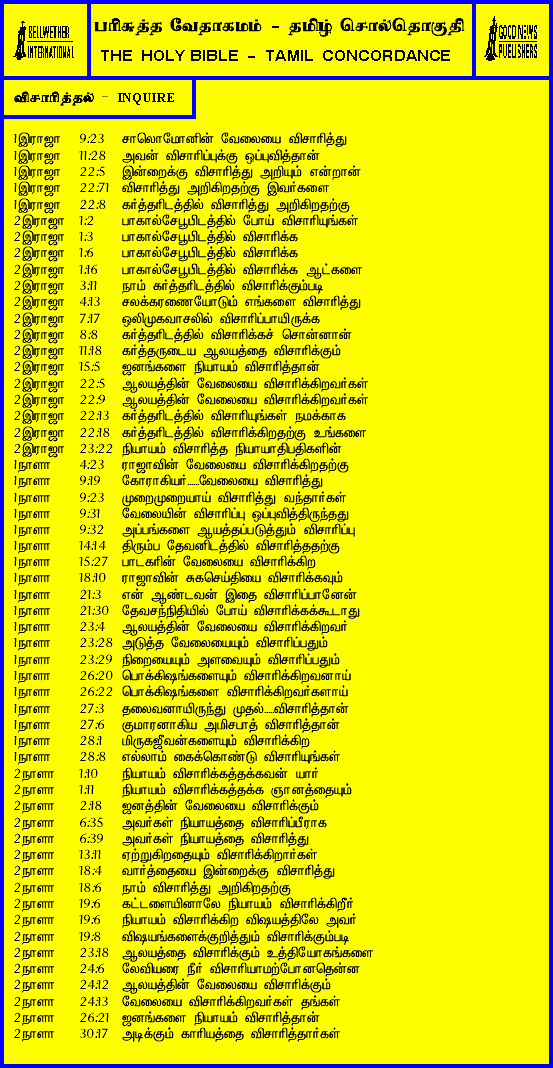 BELLWETHER
INTERNATIONAL
பரிசுத்த வேதாகமம் - தமிழ் சொல்தொகுதி
THE HOLY BIBLE - TAMIL CONCORDANCE
GOOD NEWS
PUBLISHERS
விசாரித்தல் - INQUIRE
1இராஜா 9:23 சாலொமோனின் வேலையை விசாரித்து
1இராஜா 11:28 அவன் விசாரிப்புக்கு ஒப்புவித்தான்
1இராஜா 22:5 இன்றைக்கு விசாரித்து அறியும் என்றான்
1இராஜா 22:71 விசாரித்து அறிகிறதற்கு இவர்களை
1இராஜா 22:8 கர்த்தரிடத்தில் விசாரித்து அறிகிறதற்கு
2இராஜா 1:2 பாகால்சேபூபிடத்தில் போய் விசாரியுங்கள்
2இராஜா 1:3 பாகால்சேபூபிடத்தில் விசாரிக்க
2இராஜா 1:6 பாகால்சேபூபிடத்தில் விசாரிக்க
2இராஜா 1:16 பாகால்சேபூபிடத்தில் விசாரிக்க ஆட்களை
2இராஜா 3:11 நாம் கர்த்தரிடத்தில் விசாரிக்கும்படி
2இராஜா 4:13 சலக்கரணையோடும் எங்களை விசாரித்து
2இராஜா 7:17 ஒலிமுகவாசலில் விசாரிப்பாயிருக்க
2இராஜா 8:8 கர்த்தரிடத்தில் விசாரிக்கச் சொன்னான்
2இராஜா 11:18 கர்த்தருடைய ஆலயத்தை விசாரிக்கும்
2இராஜா 15:5 ஜனங்களை நியாயம் விசாரித்தான்
2இராஜா 22:5 ஆலயத்தின் வேலையை விசாரிக்கிறவர்கள்
2இராஜா 22:9 ஆலயத்தின் வேலையை விசாரிக்கிறவர்கள்
2இராஜா 22:13 கர்த்தரிடத்தில் விசாரியுங்கள் நமக்காக
2இராஜா 22:18 கர்த்தரிடத்தில் விசாரிக்கிறதற்கு உங்களை
2இராஜா 23:22 நியாயம் விசாரித்த நியாயாதிபதிகளின்
1நாளா 4:23 ராஜாவின் வேலையை விசாரிக்கிறதற்கு
1நாளா 9:19 கோராகியர்.....வேலையை விசாரித்து
1நாளா 9:23 முறைமுறையாய் விசாரித்து வந்தார்கள்
1நாளா 9:31 வேலையின் விசாரிப்பு ஒப்புவித்திருந்தது
1நாளா 9:32 அப்பங்களை ஆயத்தப்படுத்தும் விசாரிப்பு
1நாளா 14:14 திரும்ப தேவனிடத்தில் விசாரித்ததற்கு
1நாளா 15:27 பாடகரின் வேலையை விசாரிக்கிற
1நாளா 18:10 ராஜாவின் சுகசெய்தியை விசாரிக்கவும்
1நாளா 21:3 என் ஆண்டவன் இதை விசாரிப்பானேன்
1நாளா 21:30 தேவசந்நிதியில் போய் விசாரிக்கக்கூடாது
1நாளா 23:4 ஆலயத்தின் வேலையை விசாரிக்கிறவர்
1நாளா 23:28 அடுத்த வேலையையும் விசாரிப்பதும்
1நாளா 23:29 நிறையையும் அளவையும் விசாரிப்பதும்
1நாளா 26:20 பொக்கிஷங்களையும் விசாரிக்கிறவனாய்
1நாளா 26:22 பொக்கிஷங்களை விசாரிக்கிறவர்களாய்
1நாளா 27:3 தலைவனாயிருந்து முதல்.....விசாரித்தான்
1நாளா 27:6 குமாரனாகிய அமிசபாத் விசாரித்தான்
1நாளா 28:1 மிருகஜீவன்களையும் விசாரிக்கிற
1நாளா 28:8 எல்லாம் கைக்கொண்டு விசாரியுங்கள்
2நாளா 1:10 நியாயம் விசாரிக்கத்தக்கவன் யார்
2நாளா 1:11 நியாயம் விசாரிக்கத்தக்க ஞானத்தையும்
2நாளா 2:18 ஜனத்தின் வேலையை விசாரிக்கும்
2நாளா 6:35 அவர்கள் நியாயத்தை விசாரிப்பீராக
2நாளா 6:39 அவர்கள் நியாயத்தை விசாரித்து
2நாளா 13:11 ஏற்றுகிறதையும் விசாரிக்கிறார்கள்
2நாளா 18:4 வார்த்தையை இன்றைக்கு விசாரித்து
2நாளா 18:6 நாம் விசாரித்து அறிகிறதற்கு
2நாளா 19:6 கட்டளையினாலே நியாயம் விசாரிக்கிறீர்
2நாளா 19:6 நியாயம் விசாரிக்கிற விஷயத்திலே அவர்
2நாளா 19:8 விஷயங்களைக்குறித்தும் விசாரிக்கும்படி
2நாளா 23:18 ஆலயத்தை விசாரிக்கும் உத்தியோகங்களை
2நாளா 24:6 லேவியரை நீர் விசாரியாமற்போனதென்ன
2நாளா 24:12 ஆலயத்தின் வேலையை விசாரிக்கும்
2நாளா 24:13 வேலையை விசாரிக்கிறவர்கள் தங்கள்
2நாளா 26:21 ஜனங்களை நியாயம் விசாரித்தான்
2நாளா 30:17 அடிக்கும் காரியத்தை விசாரித்தார்கள்